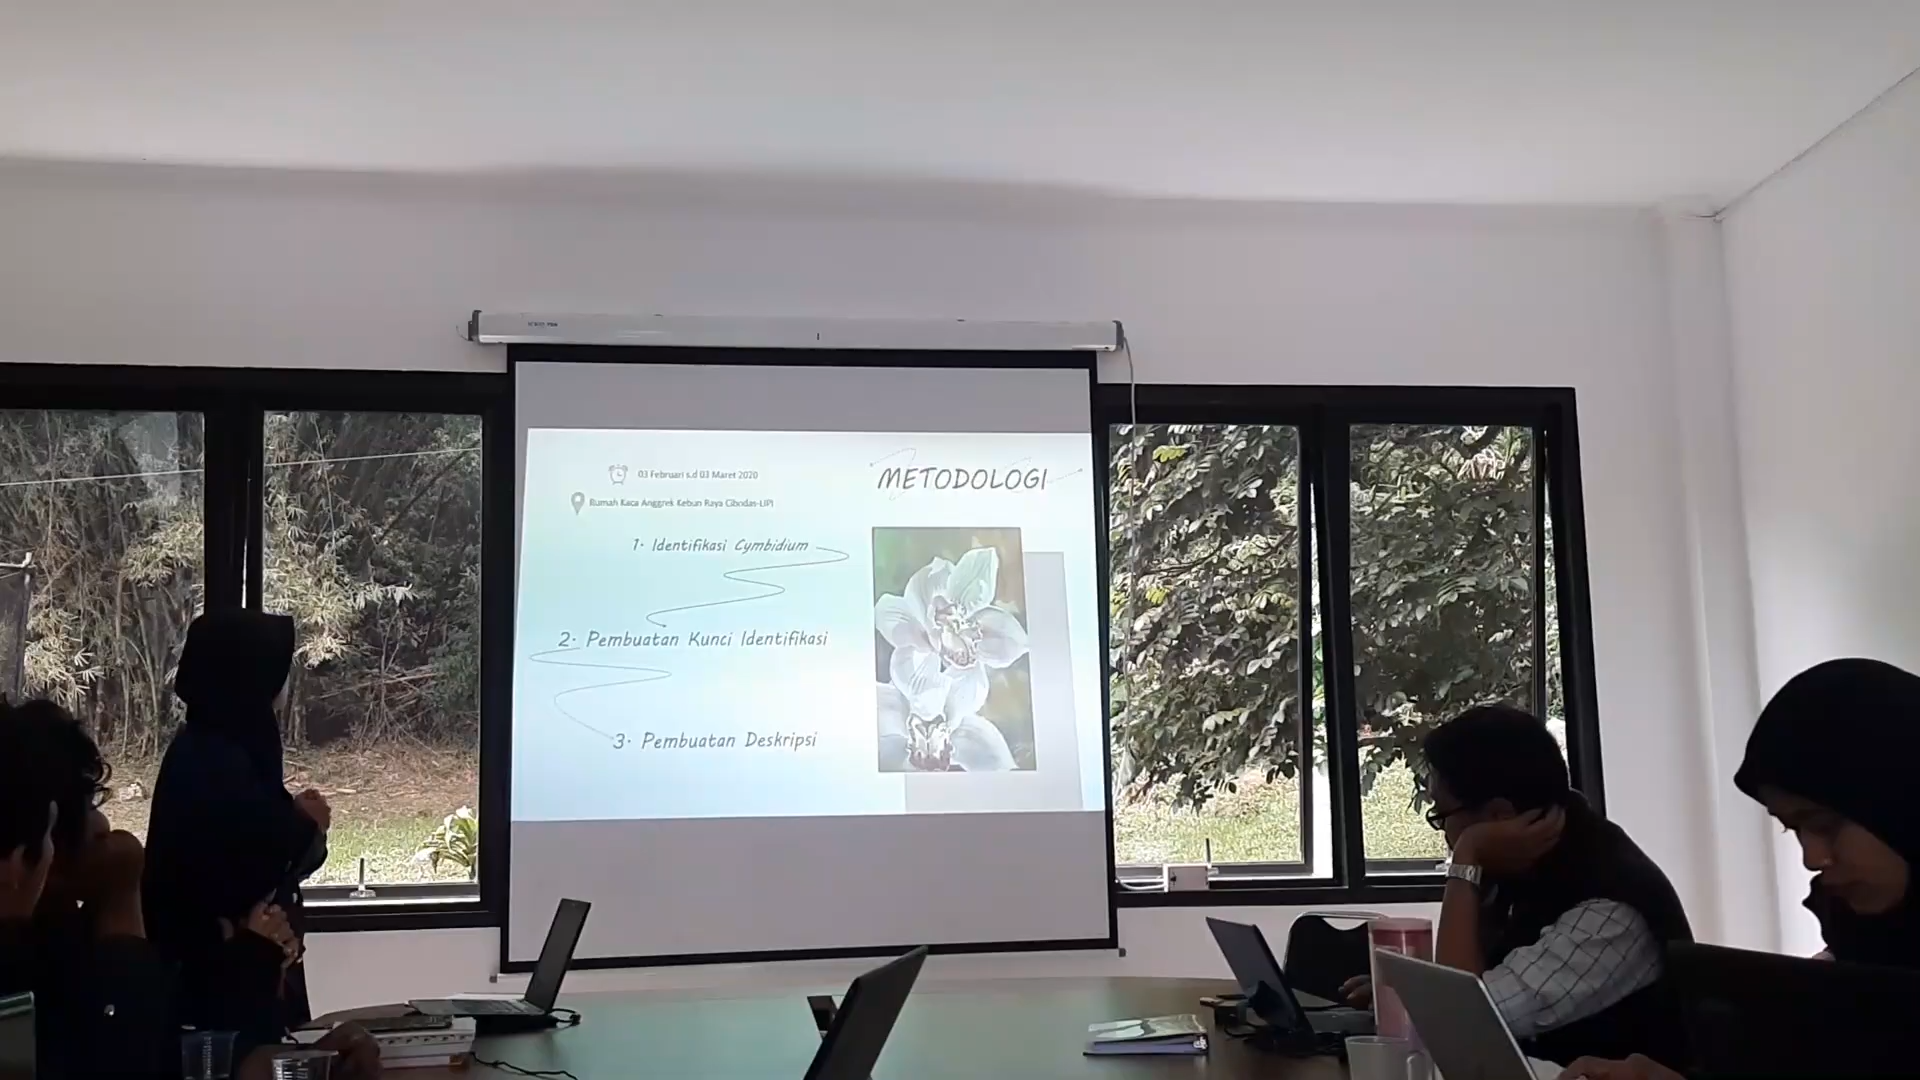 03 Februari s.d 03 Maret 2020
METODOLOGI
Rumah Kaca Anggrek Kebun Raya Cibodas-LIPI
1. Identifikasi Cymbidium
2. Pembuatan Kunci Identifikasi
3. Pembuatan Deskripsi